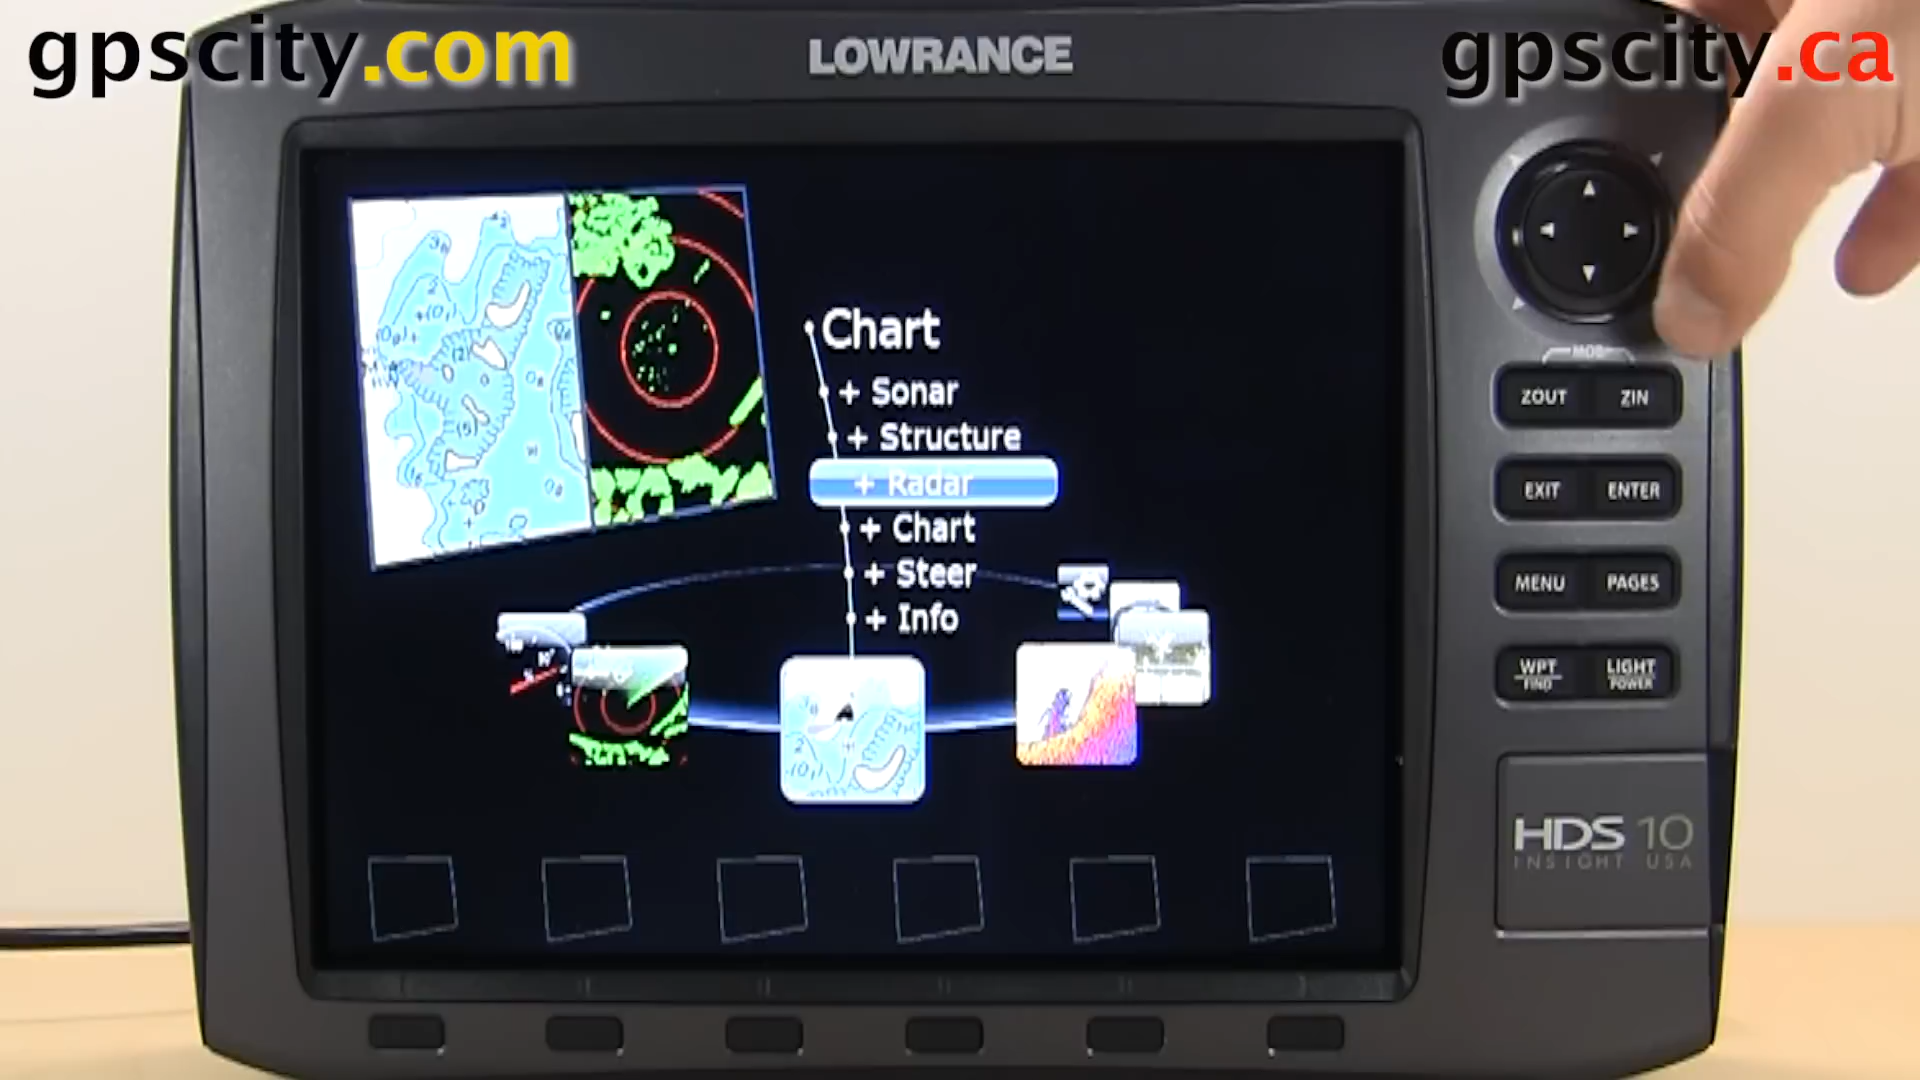 gpscity.com
LOWRANCE
gpscity.ca
Chart
+ Sonar
+ Structure
+ Radar
+ Chart
+ Steer
+ Info
MOB
ZOUT ZIN
EXIT ENTER
MENU PAGES
WPT LIGHT
FIND POWER
HDS 10
INSIGHT USA